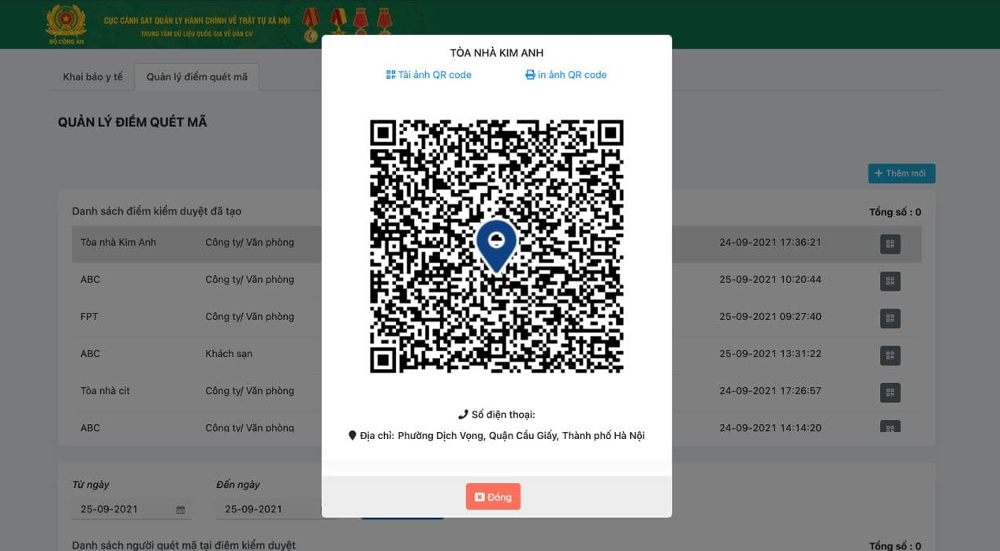 CỤC CẢNH SÁT QUẢN LÝ HÀNH CHÍNH VỀ TRẬT TỰ XÃ HỘI
TRUNG TÂM DỮ LIỆU QUỐC GIA VỀ DÂN CƯ
BỘ CÔNG AN
Khai báo y tế
Quản lý điểm quét mã
QUẢN LÝ ĐIỂM QUÉT MÃ
TÒA NHÀ KIM ANH
Tải ảnh QR code
in ảnh QR code
Số điện thoại:
Địa chỉ: Phường Dịch Vọng, Quận Cầu Giấy, Thành phố Hà Nội
Đóng
Thêm mới
Danh sách điểm kiểm duyệt đã tạo
Tổng số : 0
Tòa nhà Kim Anh Công ty/ Văn phòng 24-09-2021 17:36:21
ABC Công ty/ Văn phòng 25-09-2021 10:20:44
FPT Công ty/ Văn phòng 25-09-2021 09:27:40
ABC Khách sạn 25-09-2021 13:31:22
Tòa nhà cit Công ty/ Văn phòng 24-09-2021 17:26:57
ABC Công ty/ Văn phòng 24-09-2021 14:14:20
Từ ngày Đến ngày
25-09-2021 25-09-2021
Danh sách người quét mã tại điểm kiểm duyệt
Tổng số : 0